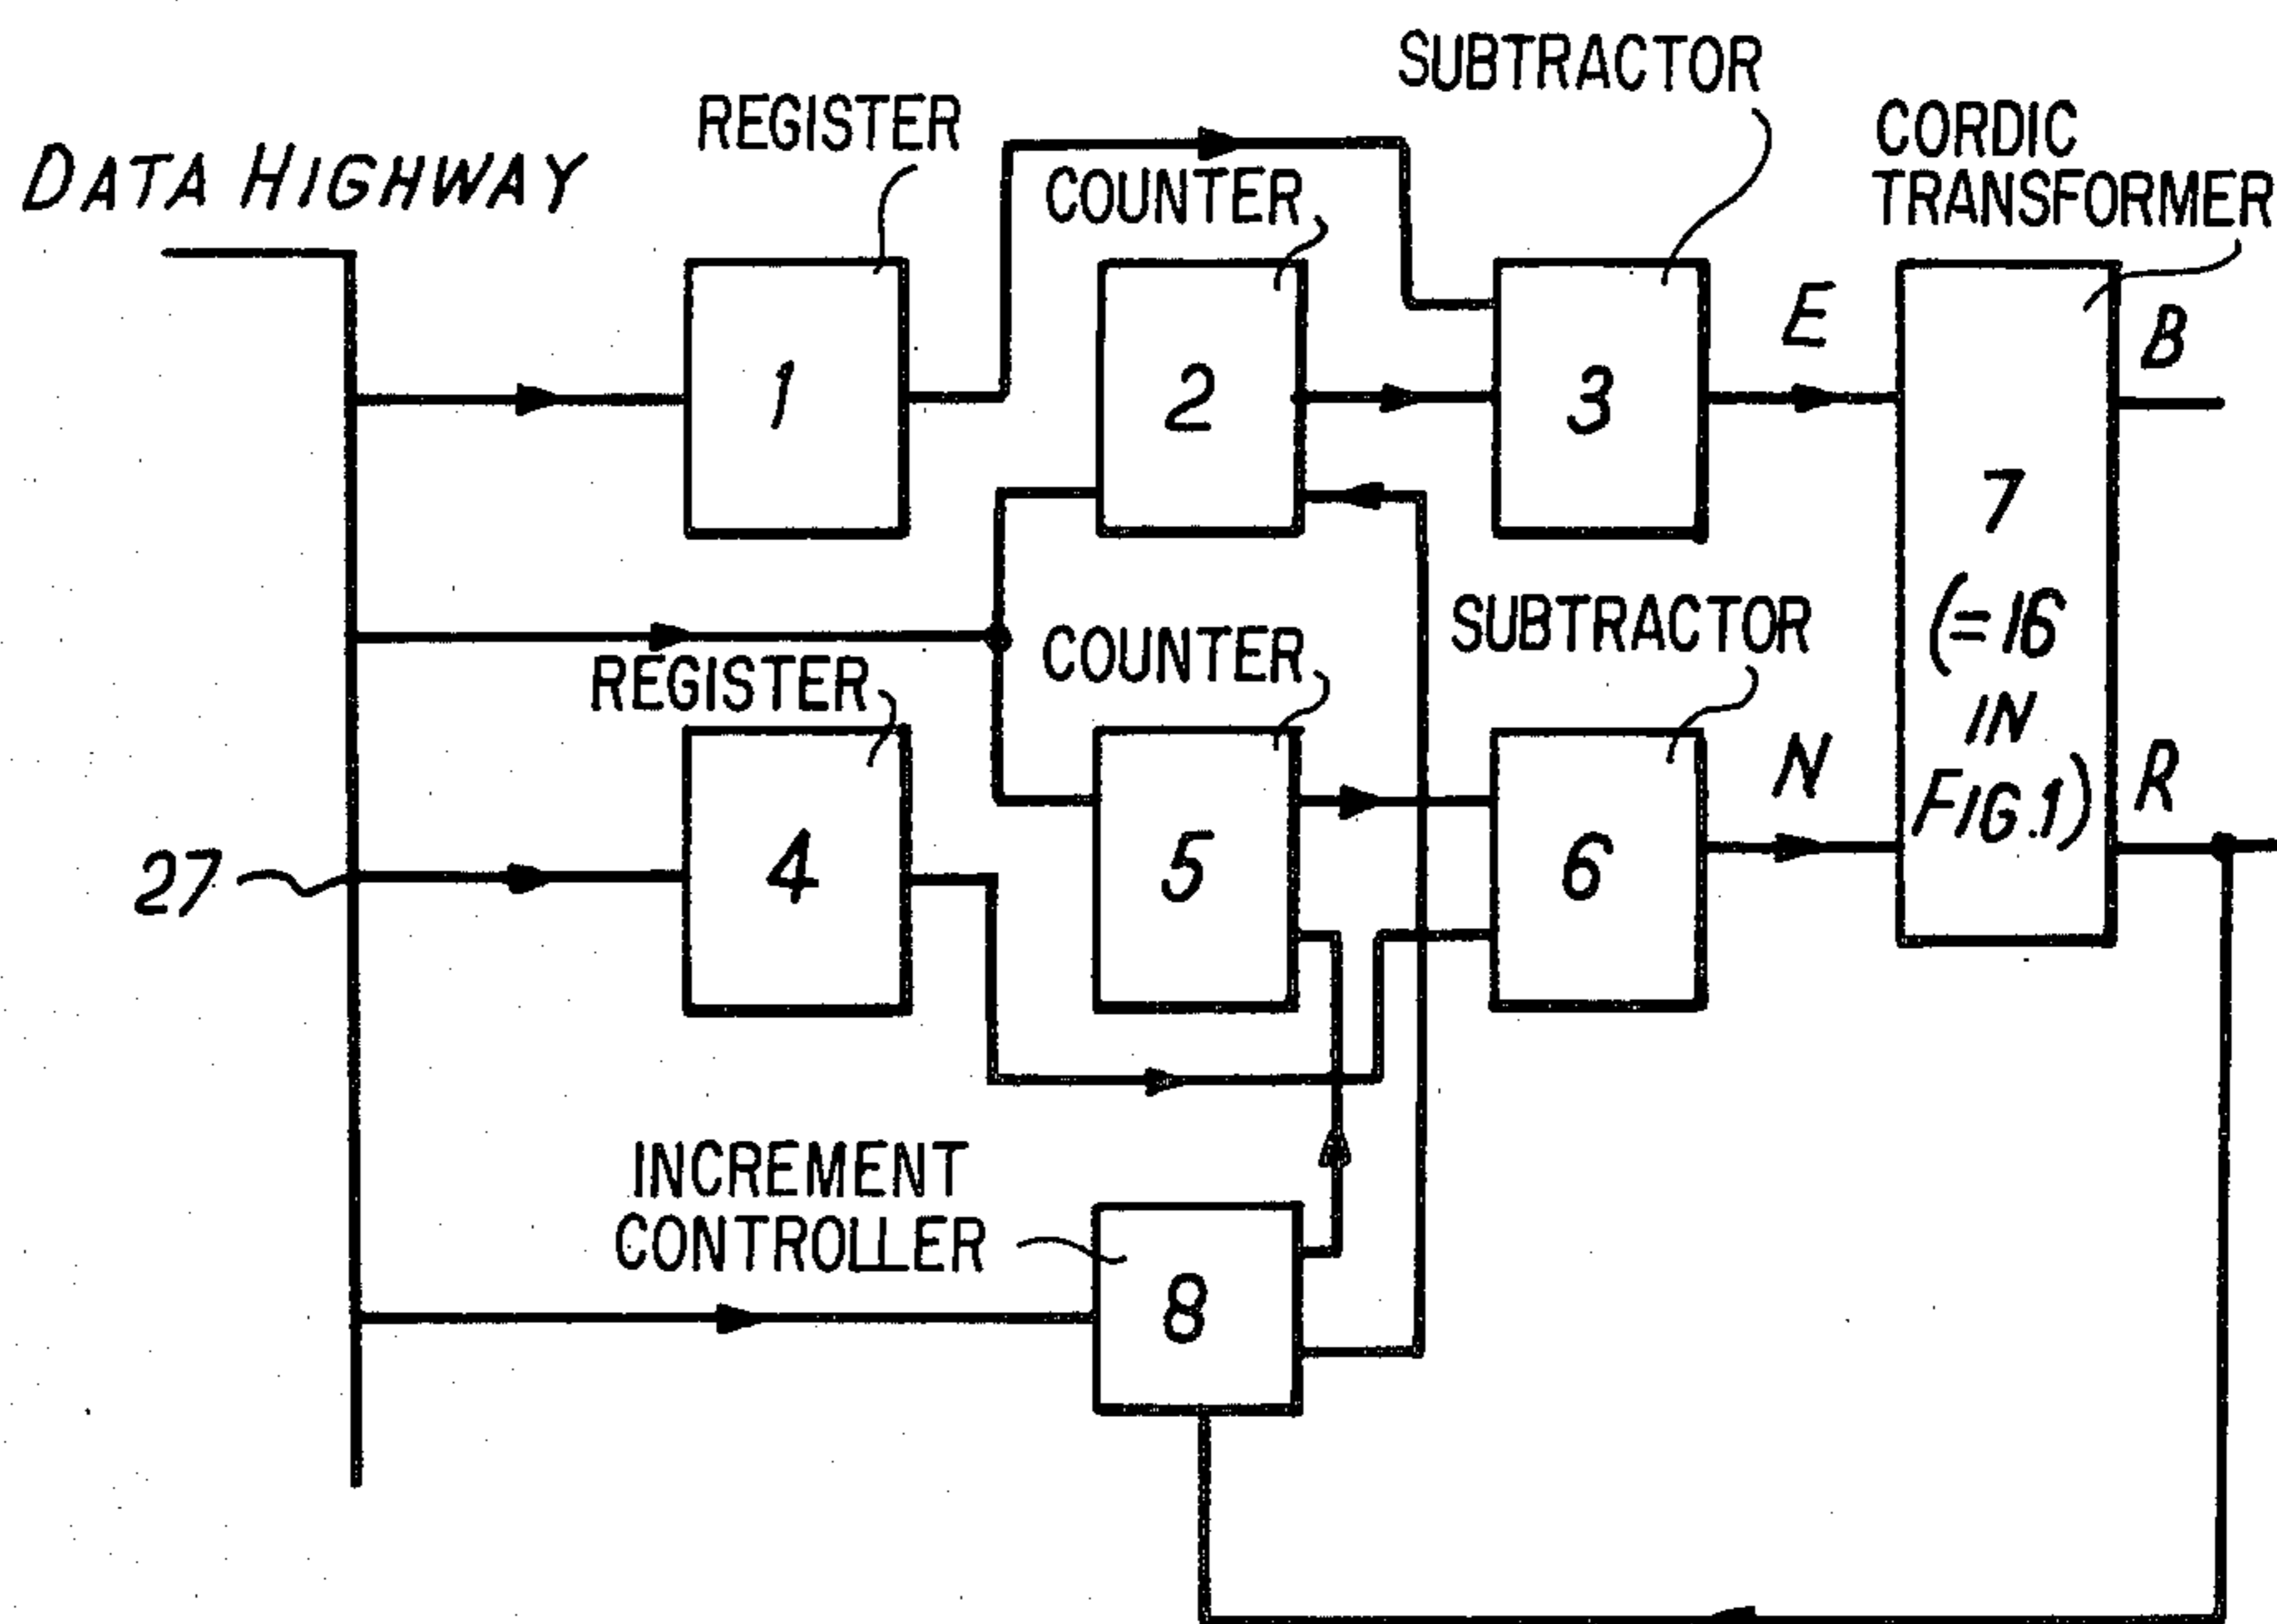 DATA HIGHWAY
REGISTER
COUNTER
SUBTRACTOR
CORDIC
TRANSFORMER
1
2
3
E
B
7
(=16
IN
FIG.1)
REGISTER
COUNTER
SUBTRACTOR
27
4
5
6
N
R
INCREMENT
CONTROLLER
8